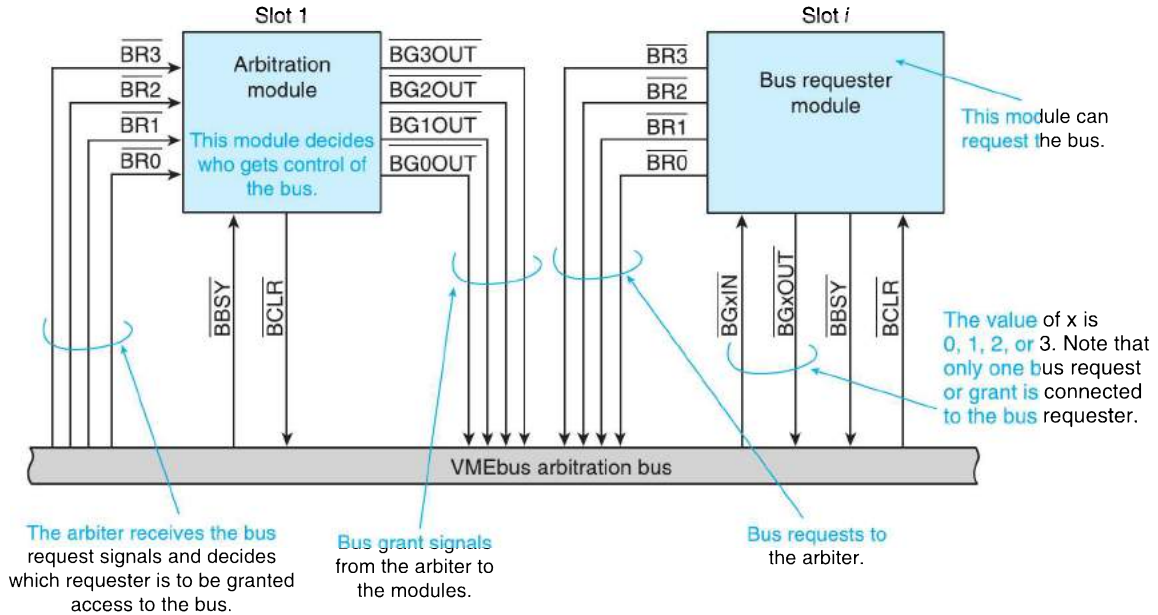 Slot 1
Slot i
BR3
BR2
BR1
BR0
Arbitration
module
This module decides
who gets control of
the bus.
BG3OUT
BG2OUT
BG1OUT
BG0OUT
BR3
BR2
BR1
BR0
Bus requester
module
This module can
request the bus.
BBSY
BCLR
BGxIN
BGxOUT
BBSY
BCLR
The value of x is
0, 1, 2, or 3. Note that
only one bus request
or grant is connected
to the bus requester.
VMEbus arbitration bus
The arbiter receives the bus
request signals and decides
which requester is to be granted
access to the bus.
Bus grant signals
from the arbiter to
the modules.
Bus requests to
the arbiter.